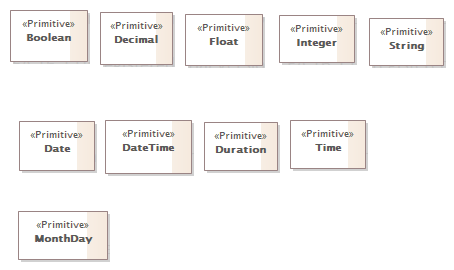 «Primitive»
Boolean
«Primitive»
Decimal
«Primitive»
Float
«Primitive»
Integer
«Primitive»
String
«Primitive»
Date
«Primitive»
DateTime
«Primitive»
Duration
«Primitive»
Time
«Primitive»
MonthDay